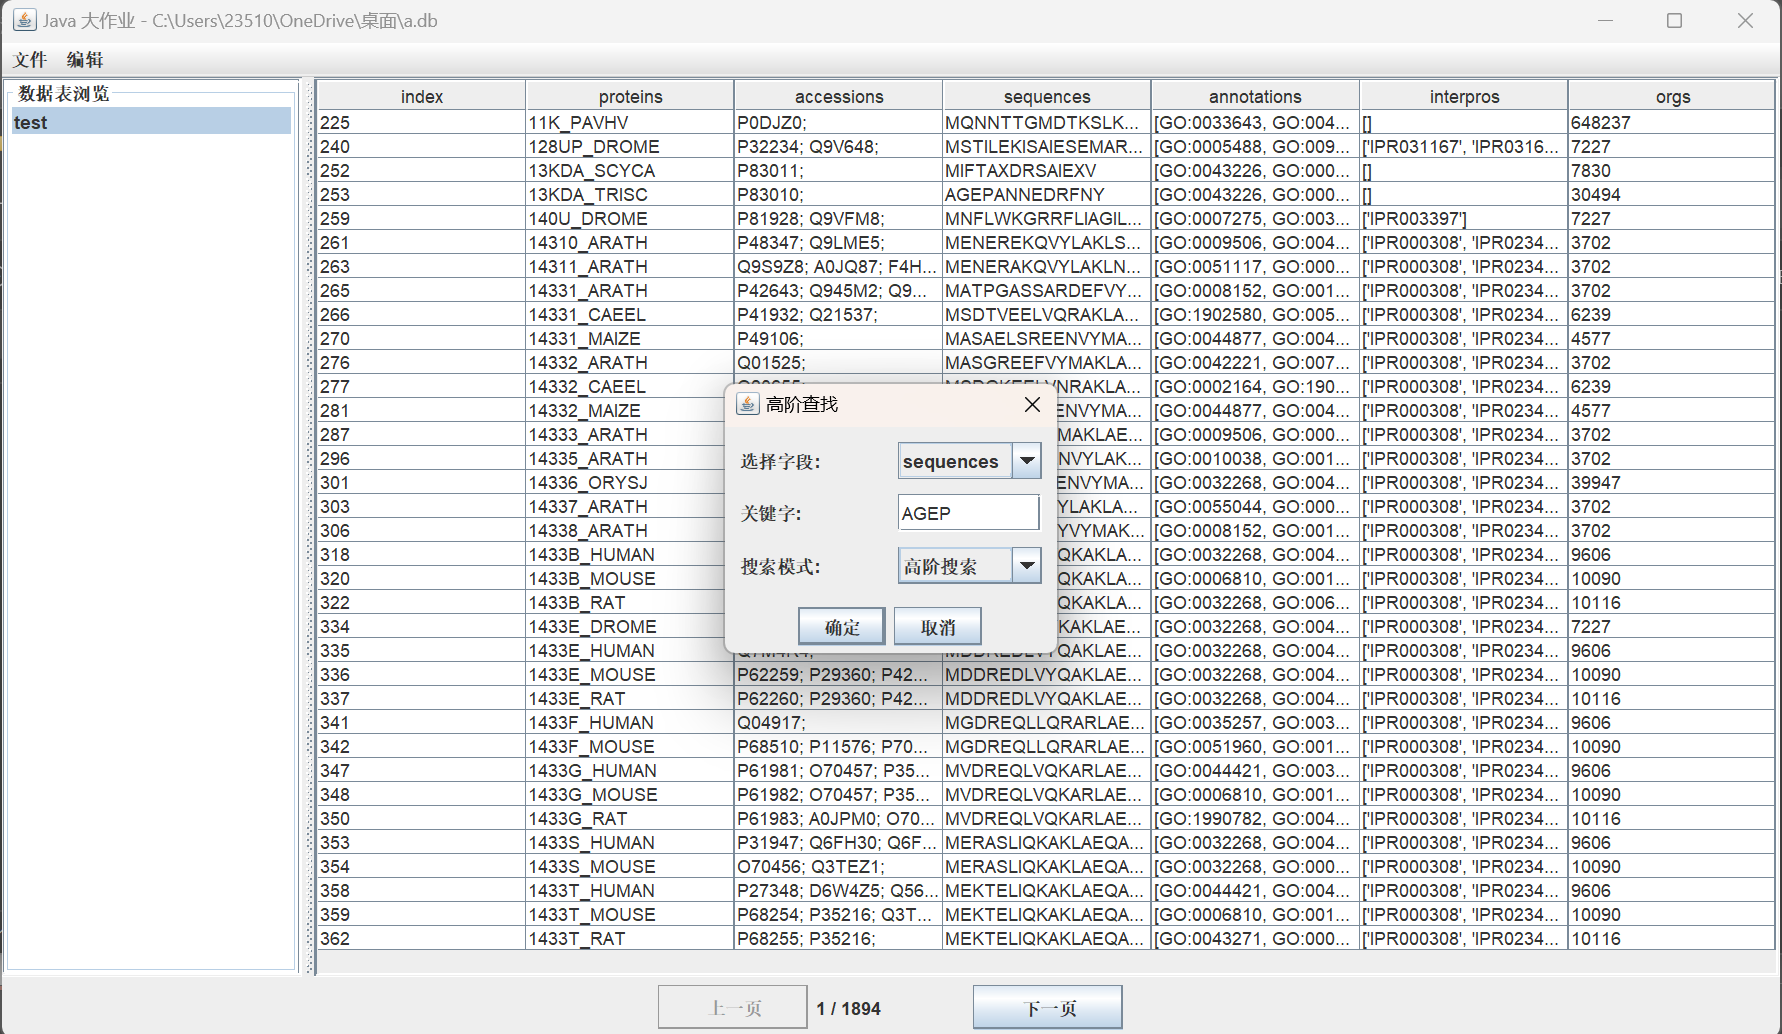 Java 大作业 - C:\Users\23510\OneDrive\桌面\a.db
文件 编辑
数据表浏览
test
index proteins accessions sequences annotations interpros orgs
225 11K_PAVHV P0DJZ0; MQNNTTGMDTKSLK... [GO:0033643, GO:004... [] 648237
240 128UP_DROME P32234; Q9V648; MSTILEKISAIESEMAR... [GO:0005488, GO:009... ['IPR031167', 'IPR0316... 7227
252 13KDA_SCYCA P83011; MIFTAXDRSAIEXV [GO:0043226, GO:000... [] 7830
253 13KDA_TRISC P83010; AGEPANNEDRFNY [GO:0043226, GO:000... [] 30494
259 140U_DROME P81928; Q9VFM8; MNFLWKGRRFLIAGIL... [GO:0007275, GO:003... ['IPR003397'] 7227
261 14310_ARATH P48347; Q9LME5; MENEREKQVYLAKLS... [GO:0009506, GO:004... ['IPR000308', 'IPR0234... 3702
263 14311_ARATH Q9S9Z8; A0JQ87; F4H... MENERAKQVYLAKLN... [GO:0051117, GO:000... ['IPR000308', 'IPR0234... 3702
265 14331_ARATH P42643; Q945M2; Q9... MATPGASSARDEFVY... [GO:0008152, GO:001... ['IPR000308', 'IPR0234... 3702
266 14331_CAEEL P41932; Q21537; MSDTVEELVQRAKLA... [GO:1902580, GO:005... ['IPR000308', 'IPR0234... 6239
270 14331_MAIZE P49106; MASAELSREENVYMA... [GO:0044877, GO:004... ['IPR000308', 'IPR0234... 4577
276 14332_ARATH Q01525; MASGREEFVYMAKLA... [GO:0042221, GO:007... ['IPR000308', 'IPR0234... 3702
277 14332_CAEEL [GO:0002164, GO:190... ['IPR000308', 'IPR0234... 6239
281 14332_MAIZE ENVYMA... [GO:0044877, GO:004... ['IPR000308', 'IPR0234... 4577
287 14333_ARATH MAKLAE... [GO:0009506, GO:000... ['IPR000308', 'IPR0234... 3702
296 14335_ARATH NVYLAK... [GO:0010038, GO:001... ['IPR000308', 'IPR0234... 3702
301 14336_ORYSJ ENVYMA... [GO:0032268, GO:004... ['IPR000308', 'IPR0234... 39947
303 14337_ARATH YLAKLA... [GO:0055044, GO:000... ['IPR000308', 'IPR0234... 3702
306 14338_ARATH YVYMAK... [GO:0008152, GO:001... ['IPR000308', 'IPR0234... 3702
318 1433B_HUMAN QKAKLA... [GO:0032268, GO:004... ['IPR000308', 'IPR0234... 9606
320 1433B_MOUSE QKAKLA... [GO:0006810, GO:001... ['IPR000308', 'IPR0234... 10090
322 1433B_RAT QKAKLA... [GO:0032268, GO:006... ['IPR000308', 'IPR0234... 10116
334 1433E_DROME KAKLAE... [GO:0032268, GO:004... ['IPR000308', 'IPR0234... 7227
335 1433E_HUMAN QAKLAE... [GO:0032268, GO:004... ['IPR000308', 'IPR0234... 9606
336 1433E_MOUSE P62259; P29360; P42... MDDREDLVYQAKLAE... [GO:0032268, GO:004... ['IPR000308', 'IPR0234... 10090
337 1433E_RAT P62260; P29360; P42... MDDREDLVYQAKLAE... [GO:0032268, GO:004... ['IPR000308', 'IPR0234... 10116
341 1433F_HUMAN Q04917; MGDREQLLQRARLAE... [GO:0035257, GO:003... ['IPR000308', 'IPR0234... 9606
342 1433F_MOUSE P68510; P11576; P70... MGDREQLLQRARLAE... [GO:0051960, GO:001... ['IPR000308', 'IPR0234... 10090
347 1433G_HUMAN P61981; O70457; P35... MVDREQLVQKARLAE... [GO:0044421, GO:003... ['IPR000308', 'IPR0234... 9606
348 1433G_MOUSE P61982; O70457; P35... MVDREQLVQKARLAE... [GO:0006810, GO:001... ['IPR000308', 'IPR0234... 10090
350 1433G_RAT P61983; A0JPM0; O70... MVDREQLVQKARLAE... [GO:1990782, GO:004... ['IPR000308', 'IPR0234... 10116
353 1433S_HUMAN P31947; Q6FH30; Q6F... MERASLIQKAKLAEQA... [GO:0032268, GO:004... ['IPR000308', 'IPR0234... 9606
354 1433S_MOUSE O70456; Q3TEZ1; MERASLIQKAKLAEQA... [GO:0032268, GO:000... ['IPR000308', 'IPR0234... 10090
358 1433T_HUMAN P27348; D6W4Z5; Q56... MEKTELIQKAKLAEQA... [GO:0044421, GO:004... ['IPR000308', 'IPR0234... 9606
359 1433T_MOUSE P68254; P35216; Q3T... MEKTELIQKAKLAEQA... [GO:0006810, GO:001... ['IPR000308', 'IPR0234... 10090
362 1433T_RAT P68255; P35216; MEKTELIQKAKLAEQA... [GO:0043271, GO:000... ['IPR000308', 'IPR0234... 10116
高阶查找
选择字段: sequences
关键字: AGEP
搜索模式: 高阶搜索
确定 取消
上一页 1 / 1894 下一页